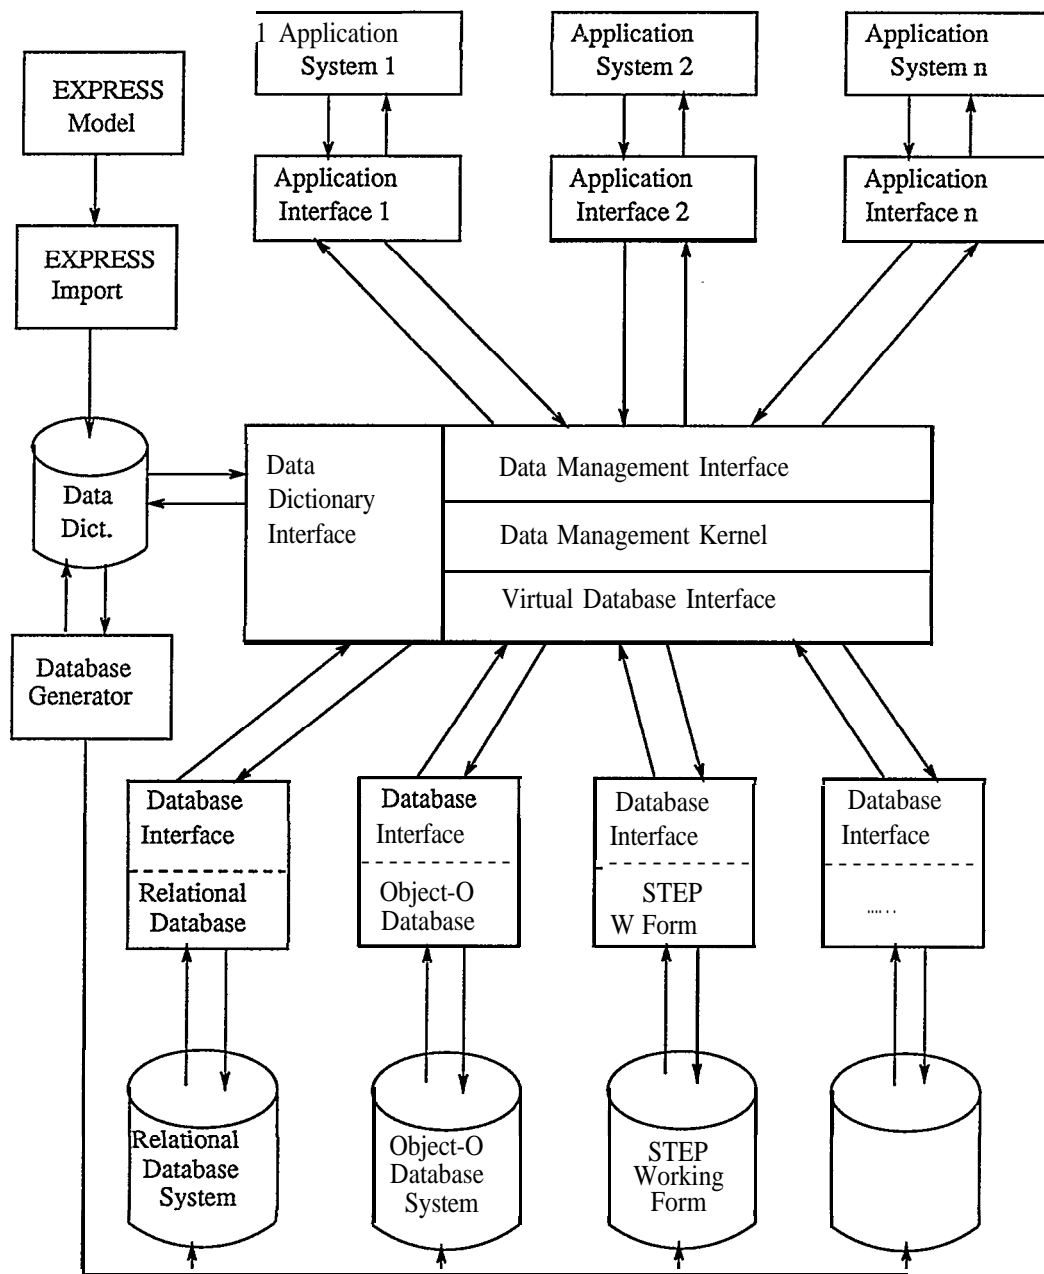 1 Application
System 1
Application
System 2
Application
System n
EXPRESS
Model
Application
Interface 1
Application
Interface 2
Application
Interface n
EXPRESS
Import
Data
Dict.
Data
Dictionary
Interface
Data Management Interface
Data Management Kernel
Virtual Database Interface
Database
Generator
Database
Interface
Relational
Database
Database
Interface
Object-O
Database
Database
Interface
STEP
W Form
Database
Interface
......
Relational
Database
System
Object-O
Database
System
STEP
Working
Form